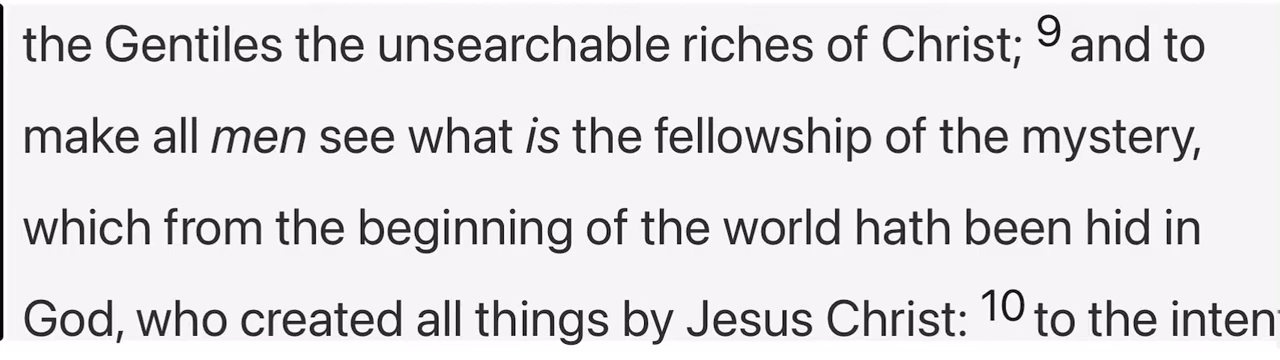 the Gentiles the unsearchable riches of Christ; 9 and to
make all men see what is the fellowship of the mystery,
which from the beginning of the world hath been hid in
God, who created all things by Jesus Christ: 10 to the inten